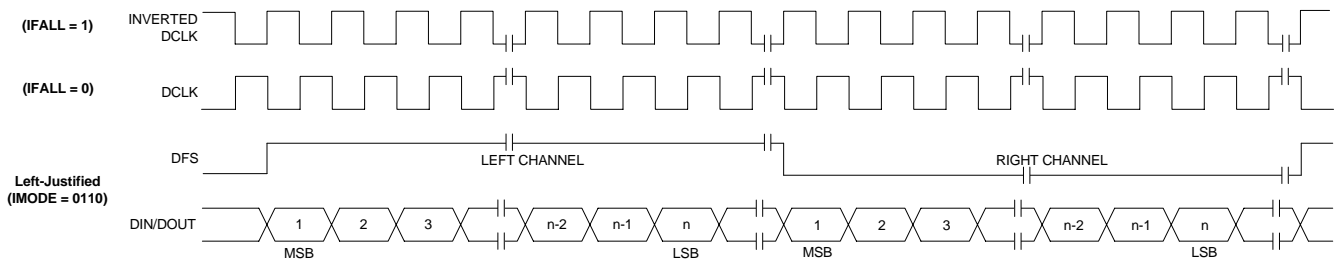 (IFALL = 1)
INVERTED
DCLK
(IFALL = 0)
DCLK
DFS
LEFT CHANNEL
RIGHT CHANNEL
Left-Justified
(IMODE = 0110)
DIN/DOUT
1 2 3 n-2 n-1 n 1 2 3 n-2 n-1 n
MSB LSB MSB LSB